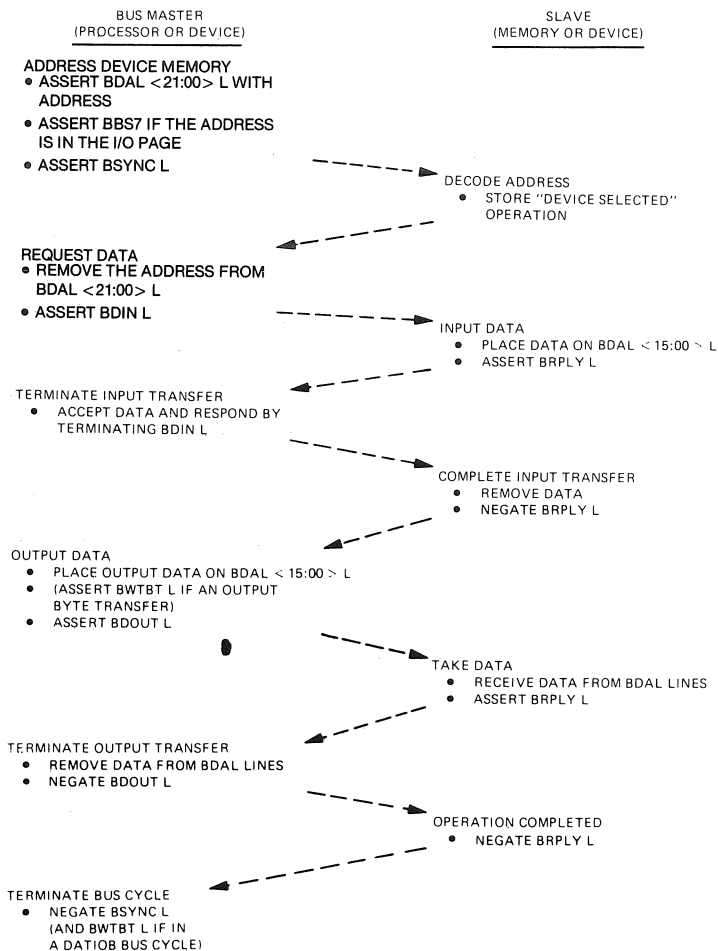 BUS MASTER
(PROCESSOR OR DEVICE)
SLAVE
(MEMORY OR DEVICE)
ADDRESS DEVICE MEMORY
• ASSERT BDAL <21:00> L WITH
ADDRESS
• ASSERT BBS7 IF THE ADDRESS
IS IN THE I/O PAGE
• ASSERT BSYNC L
DECODE ADDRESS
• STORE "DEVICE SELECTED"
OPERATION
REQUEST DATA
• REMOVE THE ADDRESS FROM
BDAL <21:00> L
• ASSERT BDIN L
INPUT DATA
• PLACE DATA ON BDAL < 15:00 > L
• ASSERT BRPLY L
TERMINATE INPUT TRANSFER
• ACCEPT DATA AND RESPOND BY
TERMINATING BDIN L
COMPLETE INPUT TRANSFER
• REMOVE DATA
• NEGATE BRPLY L
OUTPUT DATA
• PLACE OUTPUT DATA ON BDAL < 15:00 > L
• (ASSERT BWTBT L IF AN OUTPUT
BYTE TRANSFER)
• ASSERT BDOUT L
TAKE DATA
• RECEIVE DATA FROM BDAL LINES
• ASSERT BRPLY L
TERMINATE OUTPUT TRANSFER
• REMOVE DATA FROM BDAL LINES
• NEGATE BDOUT L
OPERATION COMPLETED
• NEGATE BRPLY L
TERMINATE BUS CYCLE
• NEGATE BSYNC L
(AND BWTBT L IF IN
A DATIOB BUS CYCLE)